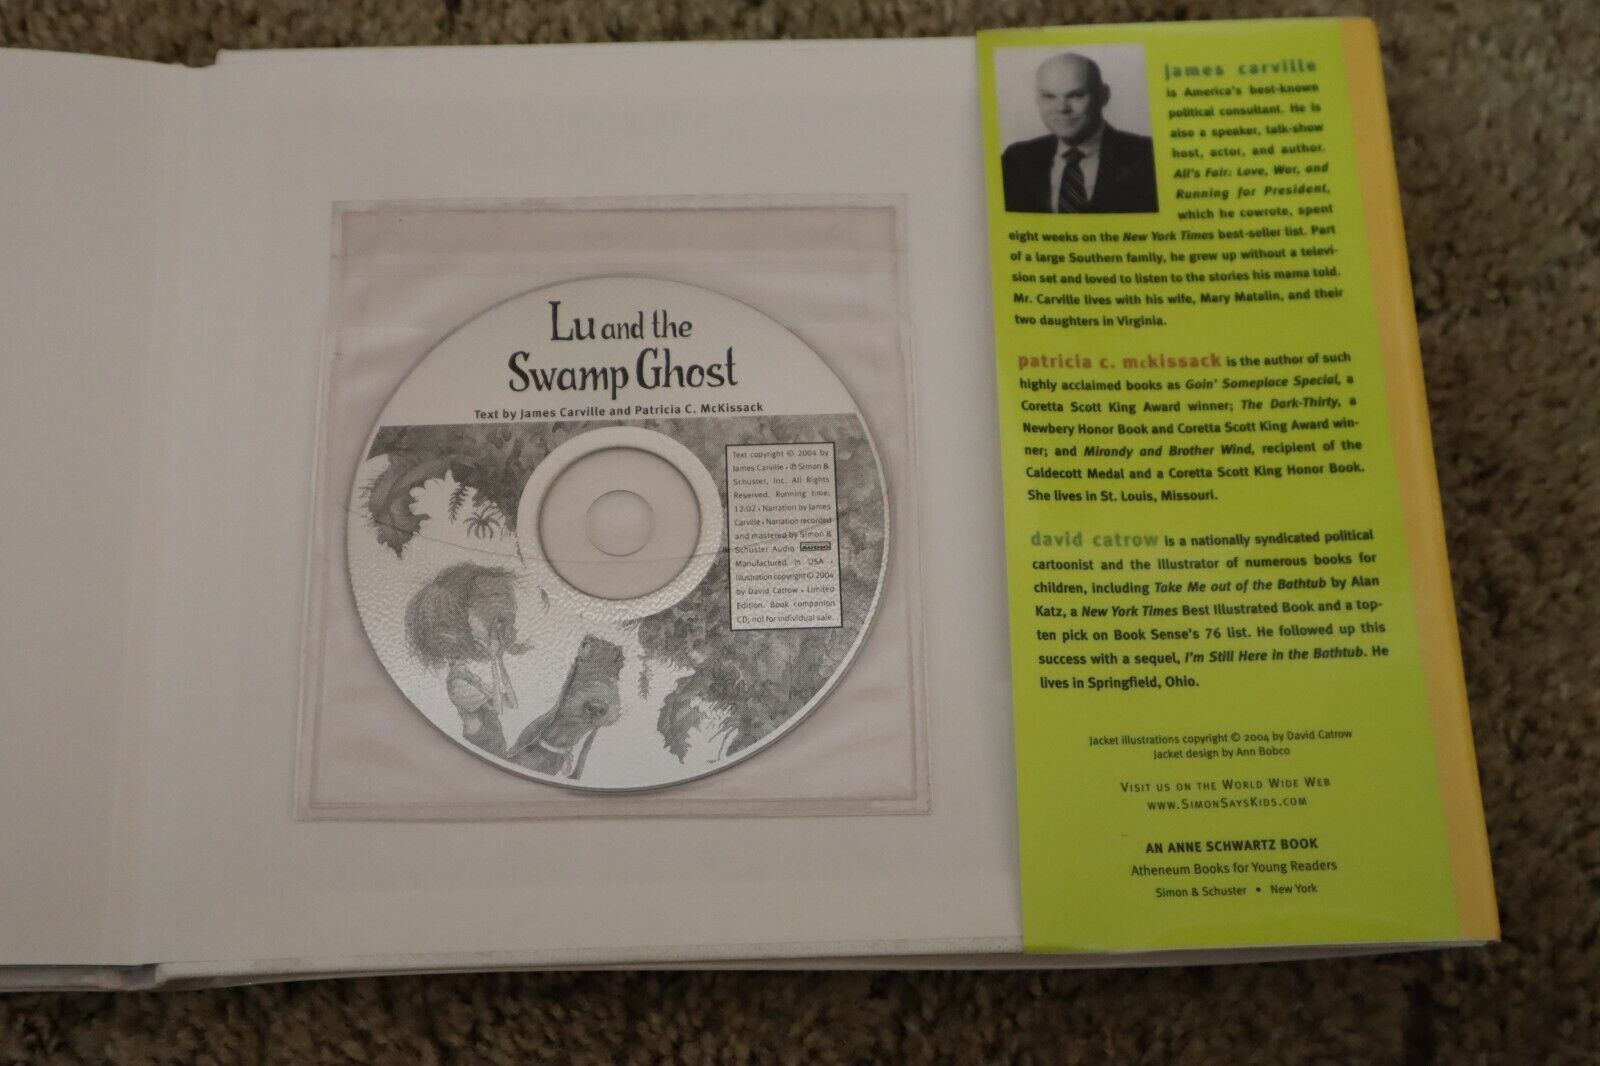 Lu and the
Swamp Ghost
Text by James Carville and Patricia C. McKissack
Text copyright © 2004 by
James Carville • ℗ Simon &
Schuster, Inc. All Rights
Reserved. Running time:
12:02 • Narration by James
Carville • Narration recorded
and mastered by Simon &
Schuster Audio AUDIO
Manufactured in USA •
Illustration copyright © 2004
by David Catrow • Limited
Edition. Book companion
CD; not for individual sale.
james carville
is America's best-known
political consultant. He is
also a speaker, talk-show
host, actor, and author.
All's Fair: Love, War, and
Running for President,
which he cowrote, spent
eight weeks on the New York Times best-seller list. Part
of a large Southern family, he grew up without a televi-
sion set and loved to listen to the stories his mama told.
Mr. Carville lives with his wife, Mary Matalin, and their
two daughters in Virginia.
patricia c. mckissack is the author of such
highly acclaimed books as Goin' Someplace Special, a
Coretta Scott King Award winner; The Dark-Thirty, a
Newbery Honor Book and Coretta Scott King Award win-
ner; and Mirandy and Brother Wind, recipient of the
Caldecott Medal and a Coretta Scott King Honor Book.
She lives in St. Louis, Missouri.
david catrow is a nationally syndicated political
cartoonist and the illustrator of numerous books for
children, including Take Me out of the Bathtub by Alan
Katz, a New York Times Best Illustrated Book and a top-
ten pick on Book Sense's 76 list. He followed up this
success with a sequel, I'm Still Here in the Bathtub. He
lives in Springfield, Ohio.
Jacket illustrations copyright © 2004 by David Catrow
Jacket design by Ann Bobco
Visit us on the World Wide Web
www.SimonSaysKids.com
AN ANNE SCHWARTZ BOOK
Atheneum Books for Young Readers
Simon & Schuster • New York